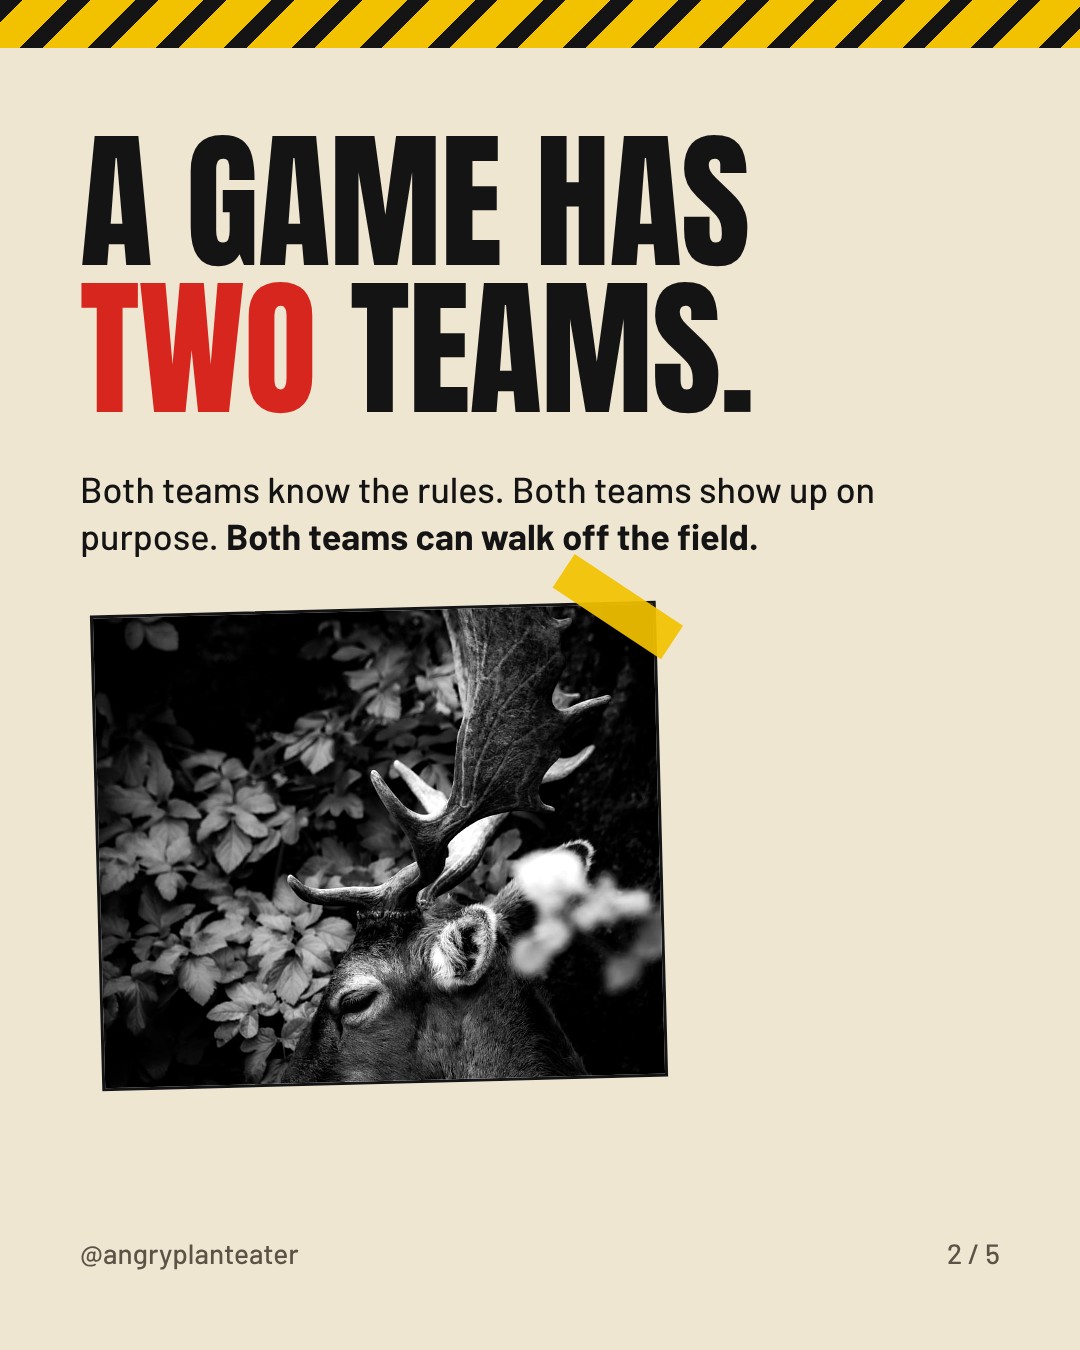 A GAME HAS
TWO TEAMS.
Both teams know the rules. Both teams show up on
purpose. Both teams can walk off the field.
@angryplanteater
2 / 5